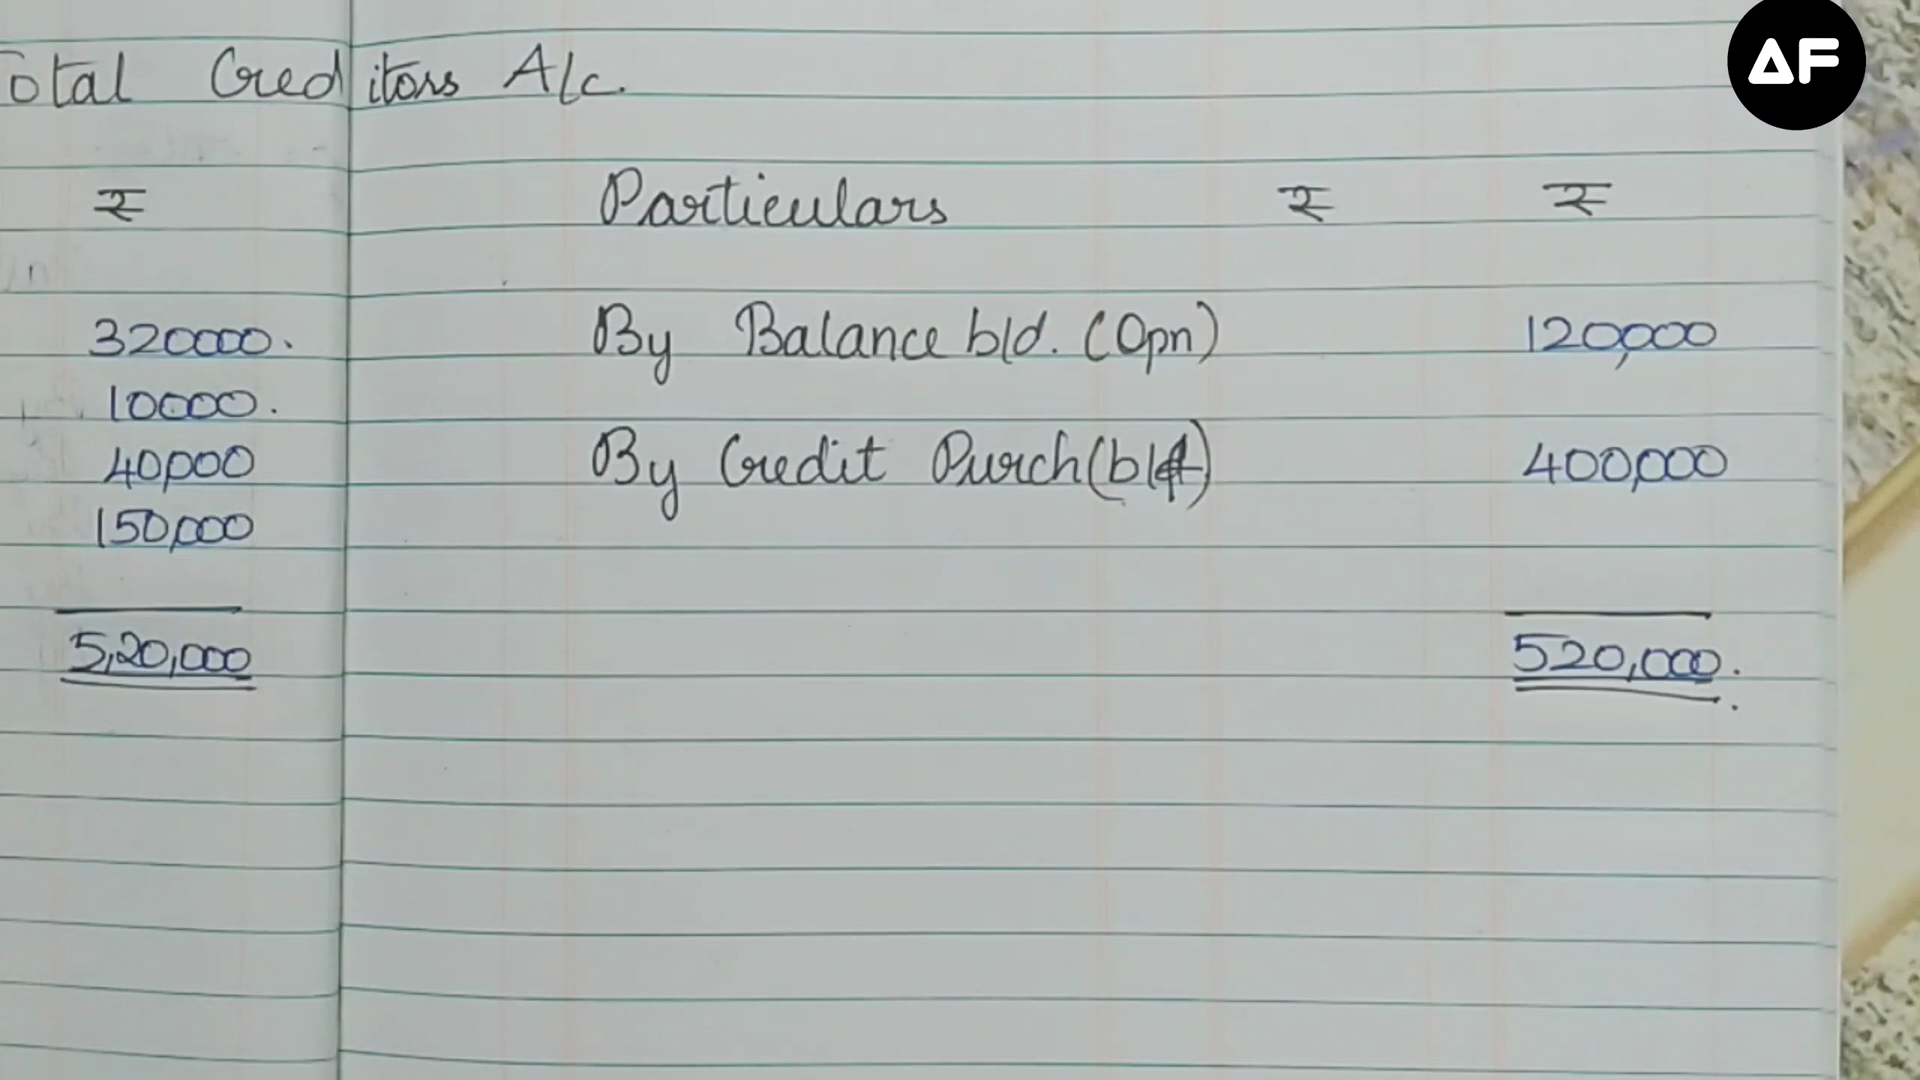 Total Creditors A/c.
₹ Particulars ₹ ₹
320000. By Balance b/d. (Opn) 120,000
10000.
40,000 By Credit Purch (b/f) 400,000
150,000
5,20,000 520,000.
AF